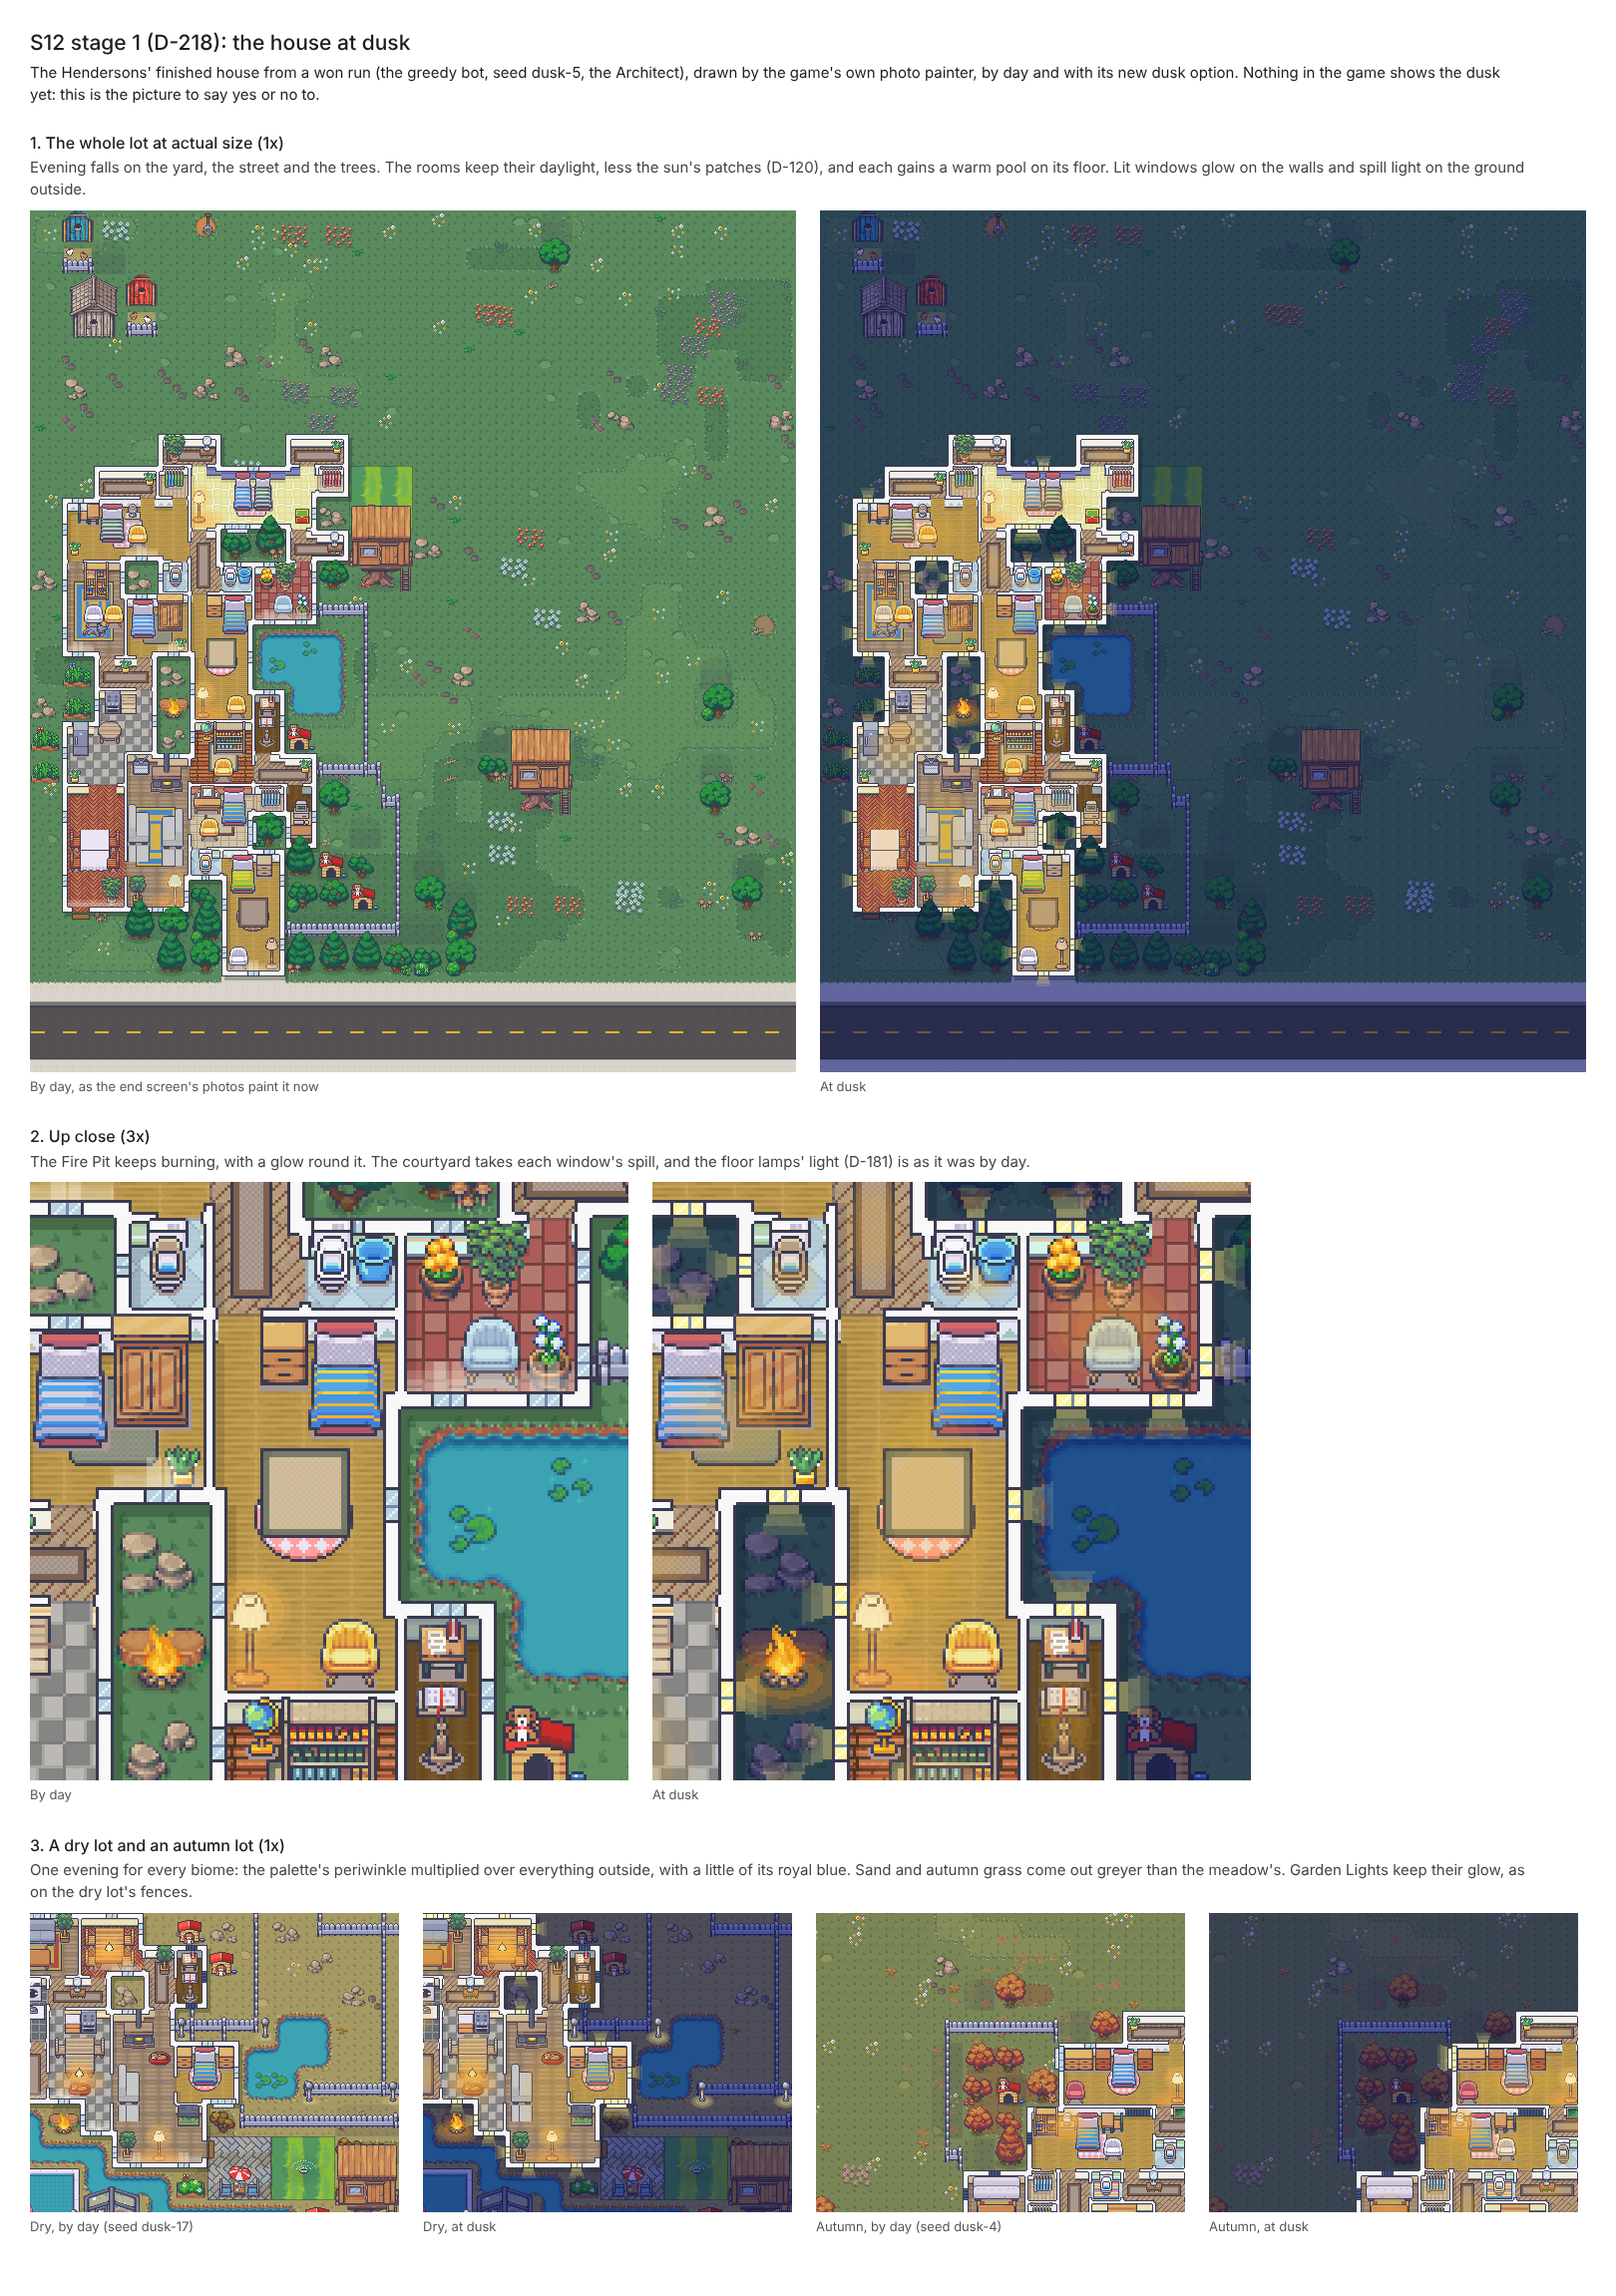 S12 stage 1 (D-218): the house at dusk
The Hendersons' finished house from a won run (the greedy bot, seed dusk-5, the Architect), drawn by the game's own photo painter, by day and with its new dusk option. Nothing in the game shows the dusk
yet: this is the picture to say yes or no to.
1. The whole lot at actual size (1x)
Evening falls on the yard, the street and the trees. The rooms keep their daylight, less the sun's patches (D-120), and each gains a warm pool on its floor. Lit windows glow on the walls and spill light on the ground
outside.
By day, as the end screen's photos paint it now
At dusk
2. Up close (3x)
The Fire Pit keeps burning, with a glow round it. The courtyard takes each window's spill, and the floor lamps' light (D-181) is as it was by day.
By day
At dusk
3. A dry lot and an autumn lot (1x)
One evening for every biome: the palette's periwinkle multiplied over everything outside, with a little of its royal blue. Sand and autumn grass come out greyer than the meadow's. Garden Lights keep their glow, as
on the dry lot's fences.
Dry, by day (seed dusk-17)
Dry, at dusk
Autumn, by day (seed dusk-4)
Autumn, at dusk